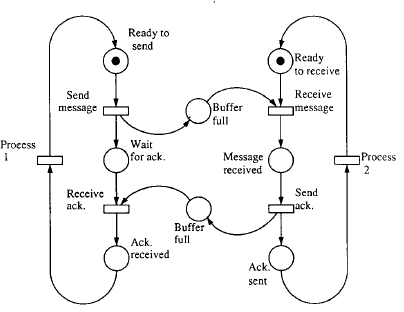 Ready to
send
Ready
to receive
Send
message
Buffer
full
Receive
message
Process
1
Wait
for ack.
Message
received
Process
2
Receive
ack.
Buffer
full
Send
ack.
Ack.
received
Ack
sent